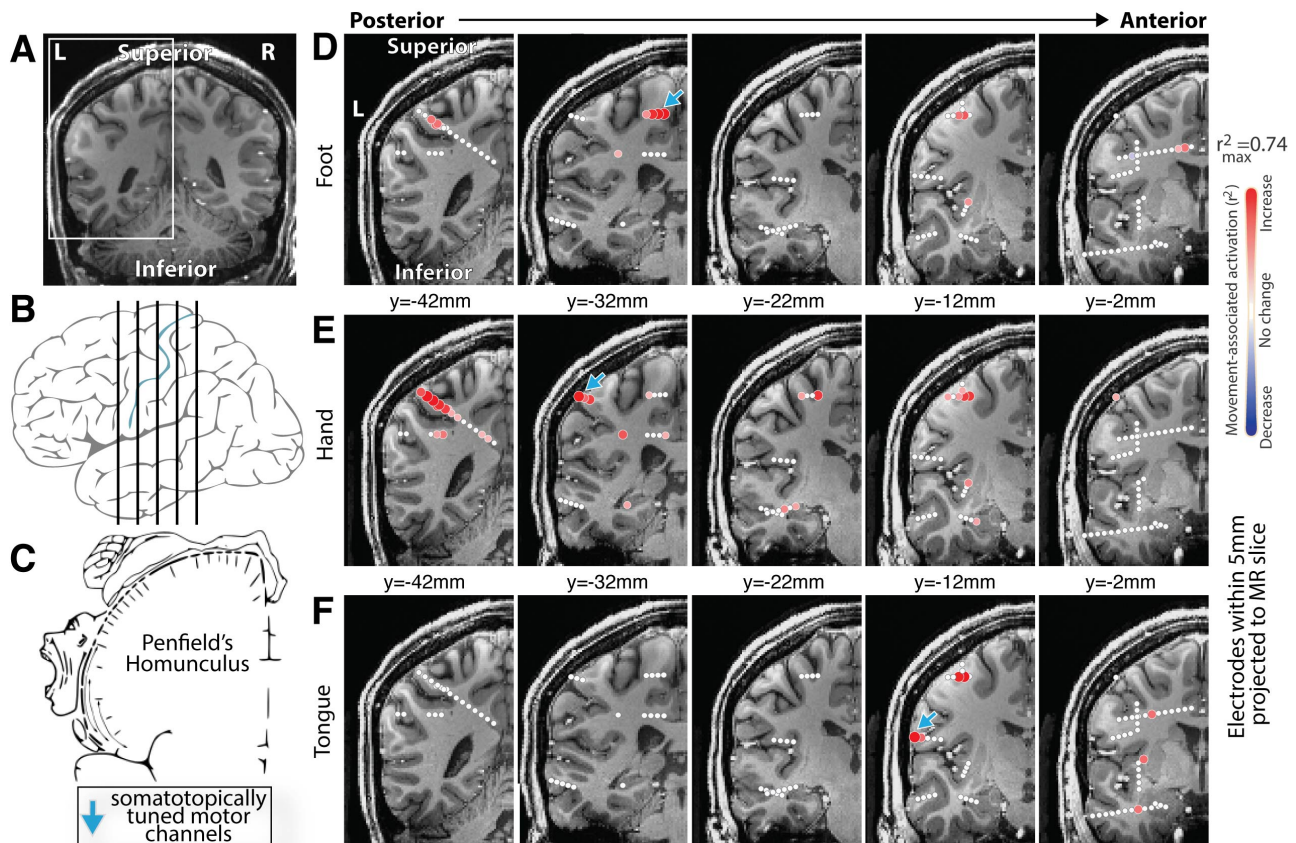 Posterior
Anterior
A
L
Superior
R
Inferior
B
C
Penfield's
Homunculus
somatotopically
tuned motor
channels
D
Superior
L
Foot
Inferior
y=-42mm
y=-32mm
y=-22mm
y=-12mm
y=-2mm
E
Hand
y=-42mm
y=-32mm
y=-22mm
y=-12mm
y=-2mm
F
Tongue
r²max=0.74
Movement-associated activation (r²)
Increase
No change
Decrease
Electrodes within 5mm
projected to MR slice